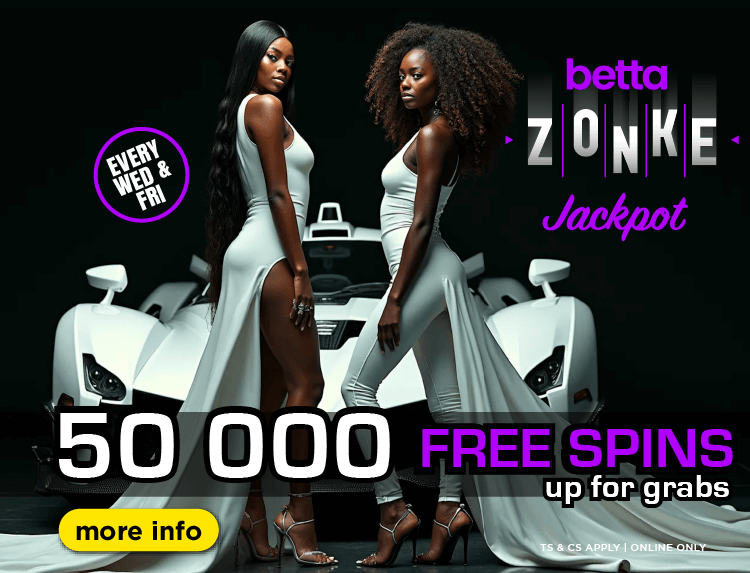 betta
ZONKE
Jackpot
EVERY
WED &
FRI
50 000 FREE SPINS
up for grabs
more info
TS & CS APPLY | ONLINE ONLY